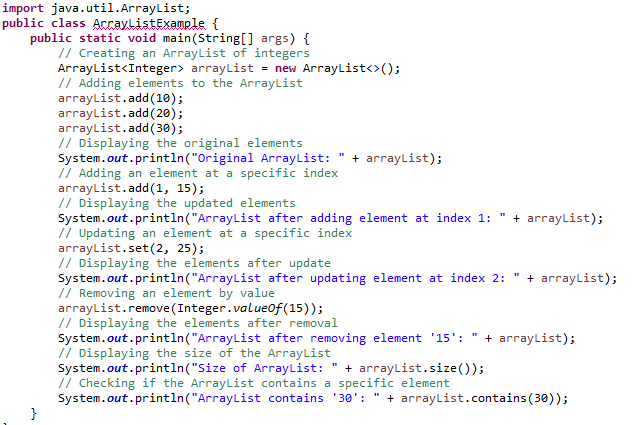 import java.util.ArrayList;
public class ArrayListExample {
    public static void main(String[] args) {
        // Creating an ArrayList of integers
        ArrayList<Integer> arrayList = new ArrayList<>();
        // Adding elements to the ArrayList
        arrayList.add(10);
        arrayList.add(20);
        arrayList.add(30);
        // Displaying the original elements
        System.out.println("Original ArrayList: " + arrayList);
        // Adding an element at a specific index
        arrayList.add(1, 15);
        // Displaying the updated elements
        System.out.println("ArrayList after adding element at index 1: " + arrayList);
        // Updating an element at a specific index
        arrayList.set(2, 25);
        // Displaying the elements after update
        System.out.println("ArrayList after updating element at index 2: " + arrayList);
        // Removing an element by value
        arrayList.remove(Integer.valueOf(15));
        // Displaying the elements after removal
        System.out.println("ArrayList after removing element '15': " + arrayList);
        // Displaying the size of the ArrayList
        System.out.println("Size of ArrayList: " + arrayList.size());
        // Checking if the ArrayList contains a specific element
        System.out.println("ArrayList contains '30': " + arrayList.contains(30));
    }